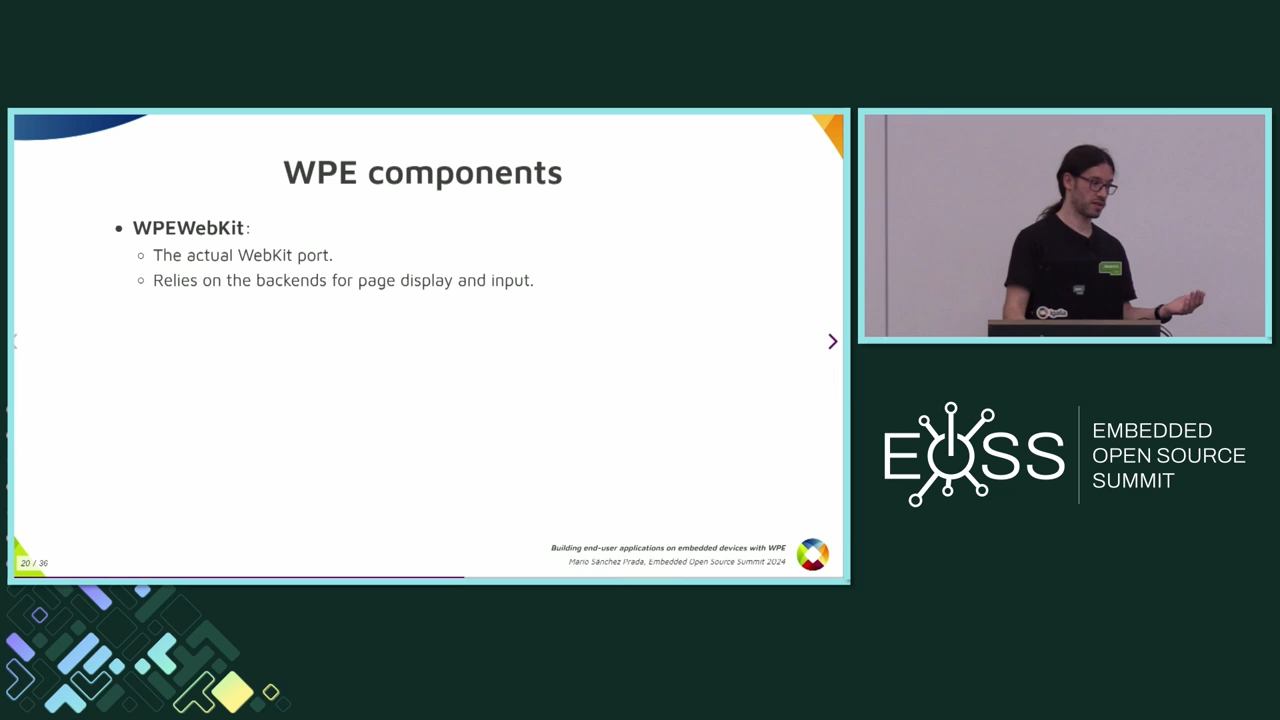 WPE components
WPEWebKit:
The actual WebKit port.
Relies on the backends for page display and input.
20 / 36
Building end-user applications on embedded devices with WPE
Mario Sánchez Prada, Embedded Open Source Summit 2024
EOSS
EMBEDDED
OPEN SOURCE
SUMMIT